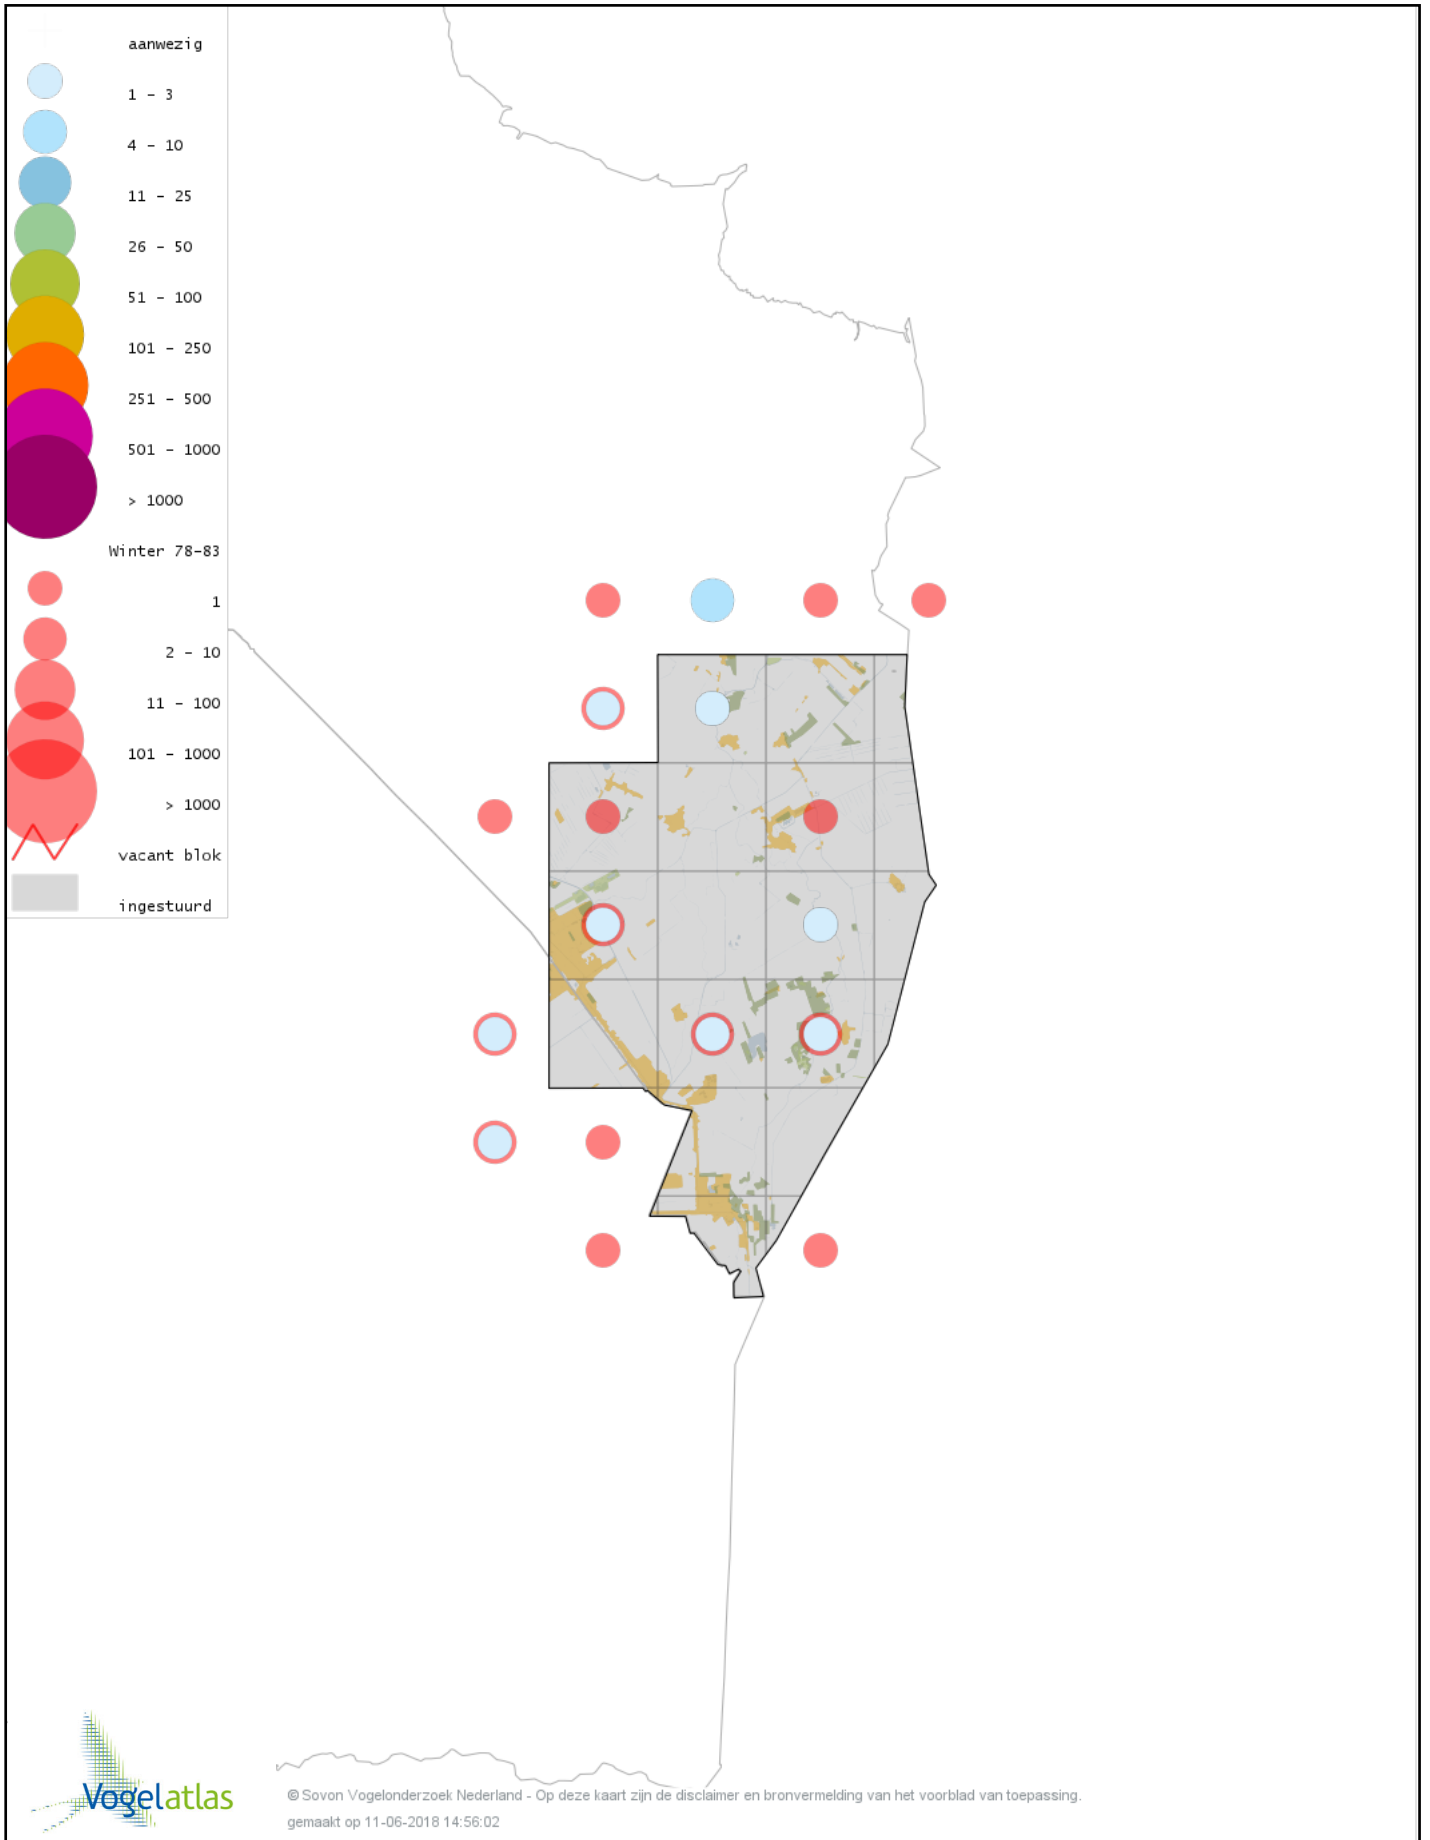 aanwezig
1 - 3
4 - 10
11 - 25
26 - 50
51 - 100
101 - 250
251 - 500
501 - 1000
> 1000
Winter 78-83
1
2 - 10
11 - 100
101 - 1000
> 1000
vacant blok
ingestuurd
Vogelatlas
© Sovon Vogelonderzoek Nederland - Op deze kaart zijn de disclaimer en bronvermelding van het voorblad van toepassing.
gemaakt op 11-06-2018 14:56:02